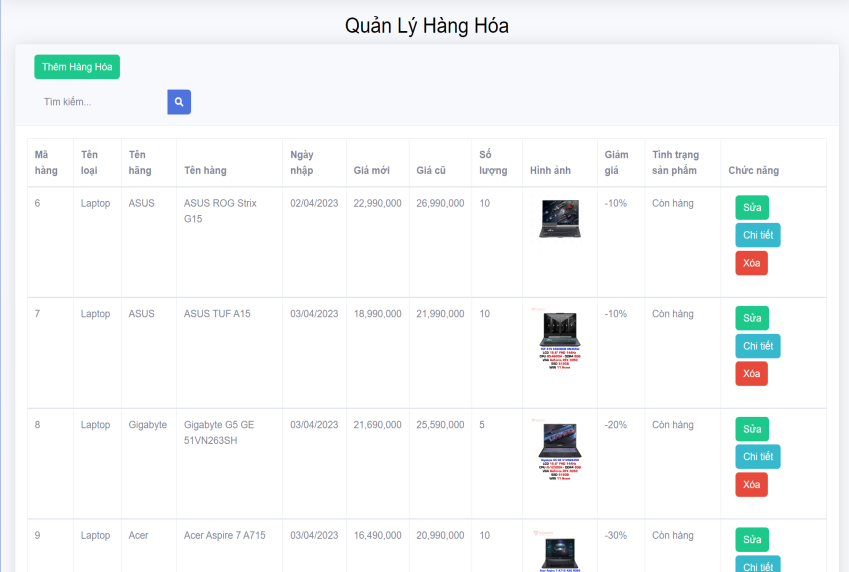 Quản Lý Hàng Hóa
Thêm Hàng Hóa
Tìm kiếm...
Mã hàng Tên loại Tên hãng Tên hàng Ngày nhập Giá mới Giá cũ Số lượng Hình ảnh Giảm giá Tình trạng sản phẩm Chức năng
6 Laptop ASUS ASUS ROG Strix G15 02/04/2023 22,990,000 26,990,000 10 -10% Còn hàng
Sửa
Chi tiết
Xóa
7 Laptop ASUS ASUS TUF A15 03/04/2023 18,990,000 21,990,000 10 -10% Còn hàng
Sửa
Chi tiết
Xóa
8 Laptop Gigabyte Gigabyte G5 GE 51VN263SH 03/04/2023 21,690,000 25,590,000 5 -20% Còn hàng
Sửa
Chi tiết
Xóa
9 Laptop Acer Acer Aspire 7 A715 03/04/2023 16,490,000 20,990,000 10 -30% Còn hàng
Sửa
Chi tiết